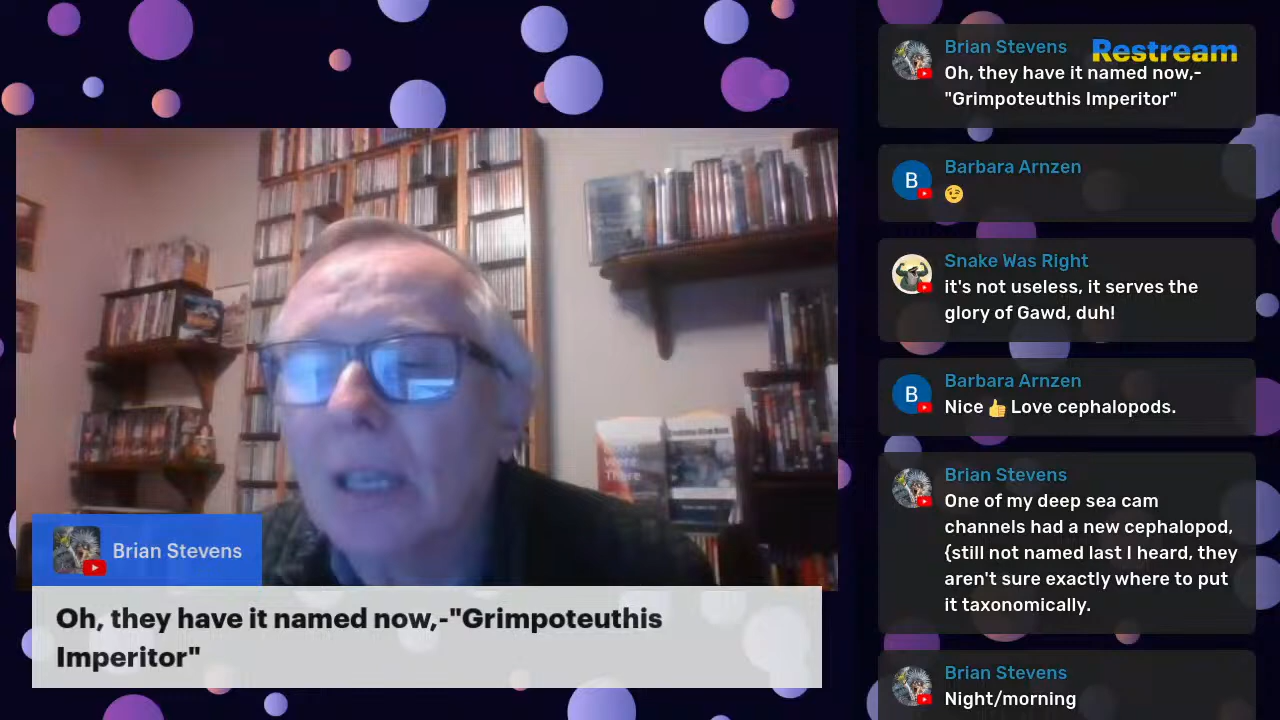 Brian Stevens
Oh, they have it named now,-"Grimpoteuthis
Imperitor"
Restream
Brian Stevens
Oh, they have it named now,-
"Grimpoteuthis Imperitor"
B
Barbara Arnzen
😉
Snake Was Right
it's not useless, it serves the
glory of Gawd, duh!
B
Barbara Arnzen
Nice 👍 Love cephalopods.
Brian Stevens
One of my deep sea cam
channels had a new cephalopod,
{still not named last I heard, they
aren't sure exactly where to put
it taxonomically.
Brian Stevens
Night/morning